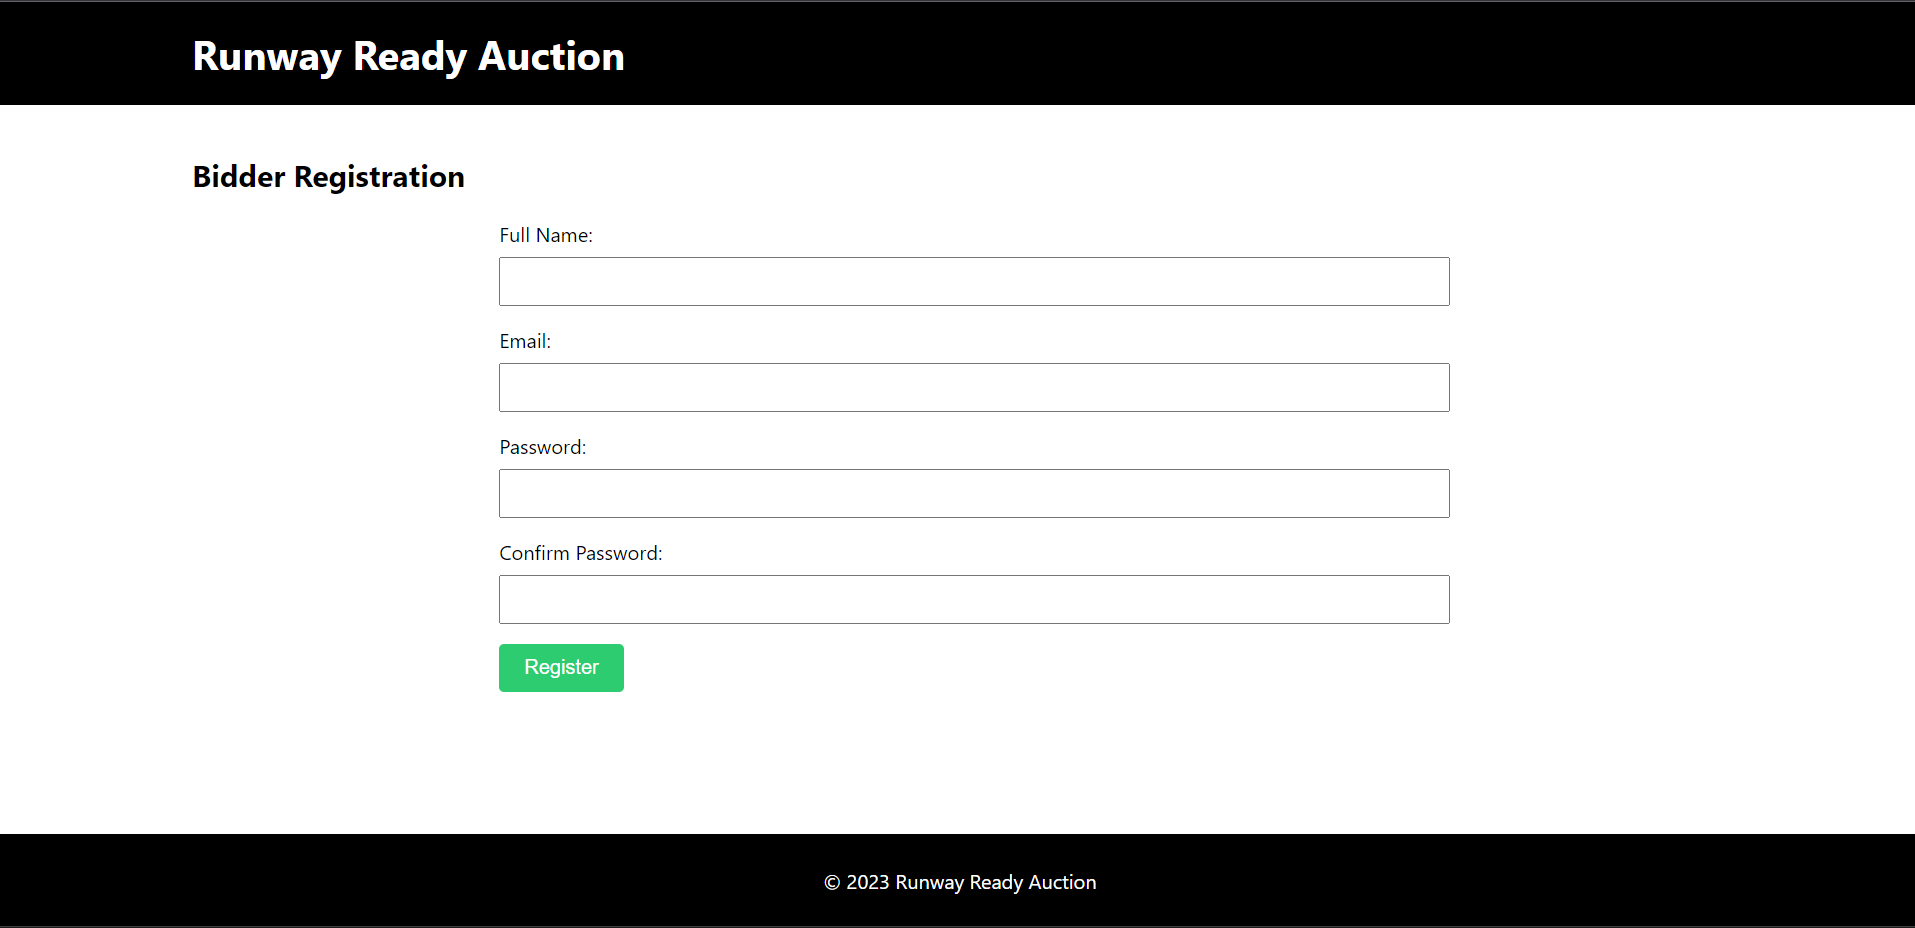 Runway Ready Auction
Bidder Registration
Full Name:
Email:
Password:
Confirm Password:
Register
© 2023 Runway Ready Auction